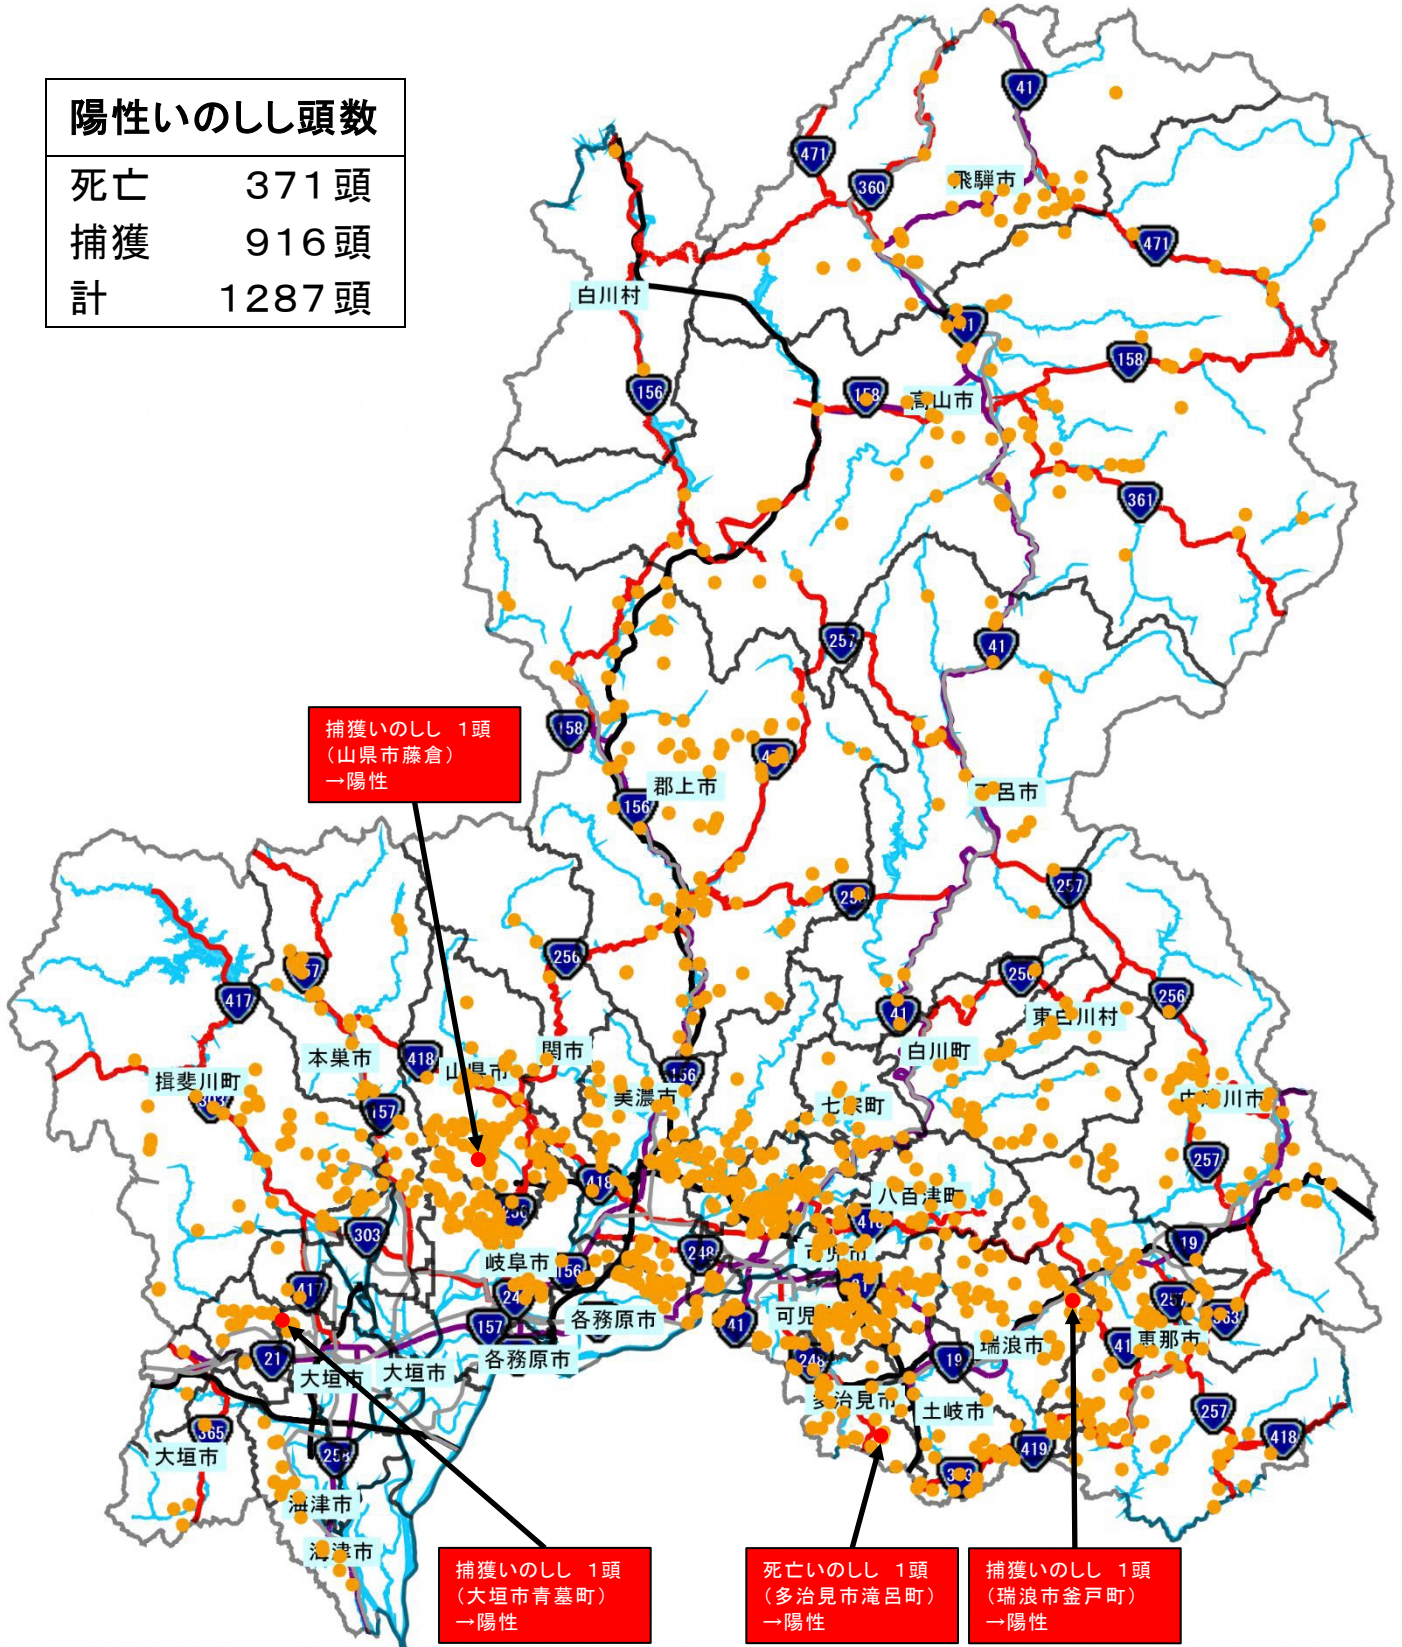 陽性いのしし頭数
死亡 371頭
捕獲 916頭
計 1287頭
41
471
360
飛騨市
471
白川村
156
158
158
高山市
361
257
41
158
捕獲いのしし 1頭
（山県市藤倉）
→陽性
郡上市
156
257
256
417
418
本巣市
関市
山県市
揖斐川町
157
美濃市
156
41
256
東白川村
256
白川町
257
418
八百津町
303
岐阜市
156
248
19
417
157
各務原市
41
可児市
21
大垣市
大垣市
各務原市
瑞浪市
恵那市
19
多治見市
土岐市
257
418
419
365
大垣市
258
海津市
海津市
捕獲いのしし 1頭
（大垣市青墓町）
→陽性
死亡いのしし 1頭
（多治見市滝呂町）
→陽性
捕獲いのしし 1頭
（瑞浪市釜戸町）
→陽性